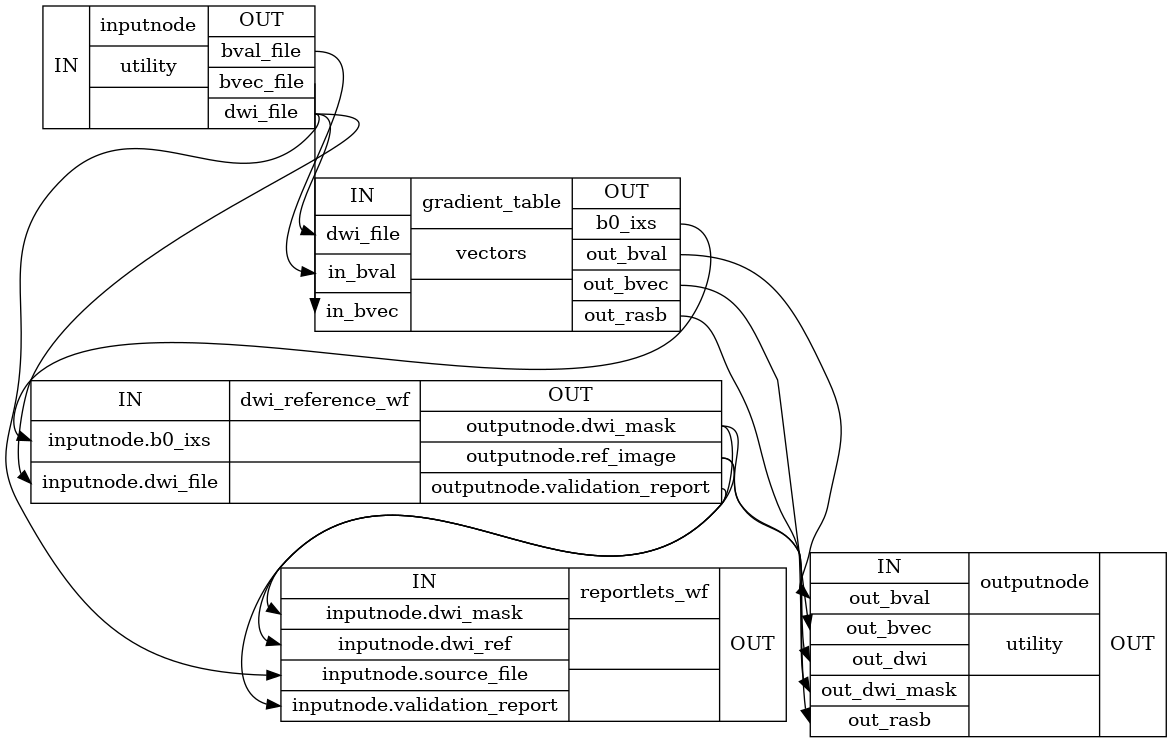 IN
inputnode
utility
OUT
bval_file
bvec_file
dwi_file
IN
dwi_file
in_bval
in_bvec
gradient_table
vectors
OUT
b0_ixs
out_bval
out_bvec
out_rasb
IN
inputnode.b0_ixs
inputnode.dwi_file
dwi_reference_wf
OUT
outputnode.dwi_mask
outputnode.ref_image
outputnode.validation_report
IN
inputnode.dwi_mask
inputnode.dwi_ref
inputnode.source_file
inputnode.validation_report
reportlets_wf
OUT
IN
out_bval
out_bvec
out_dwi
out_dwi_mask
out_rasb
outputnode
utility
OUT